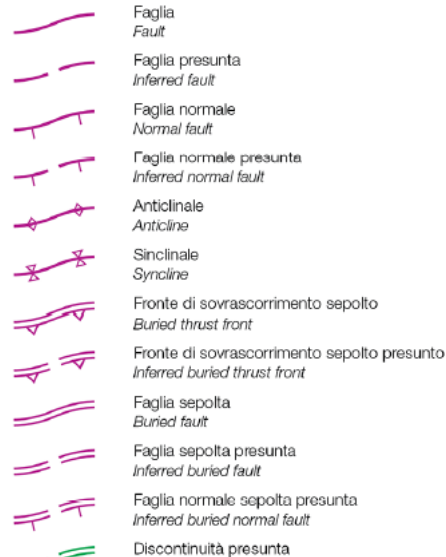 Faglia
Fault
Faglia presunta
Inferred fault
Faglia normale
Normal fault
Faglia normale presunta
Inferred normal fault
Anticlinale
Anticline
Sinclinale
Syncline
Fronte di sovrascorrimento sepolto
Buried thrust front
Fronte di sovrascorrimento sepolto presunto
Inferred buried thrust front
Faglia sepolta
Buried fault
Faglia sepolta presunta
Inferred buried fault
Faglia normale sepolta presunta
Inferred buried normal fault
Discontinuità presunta